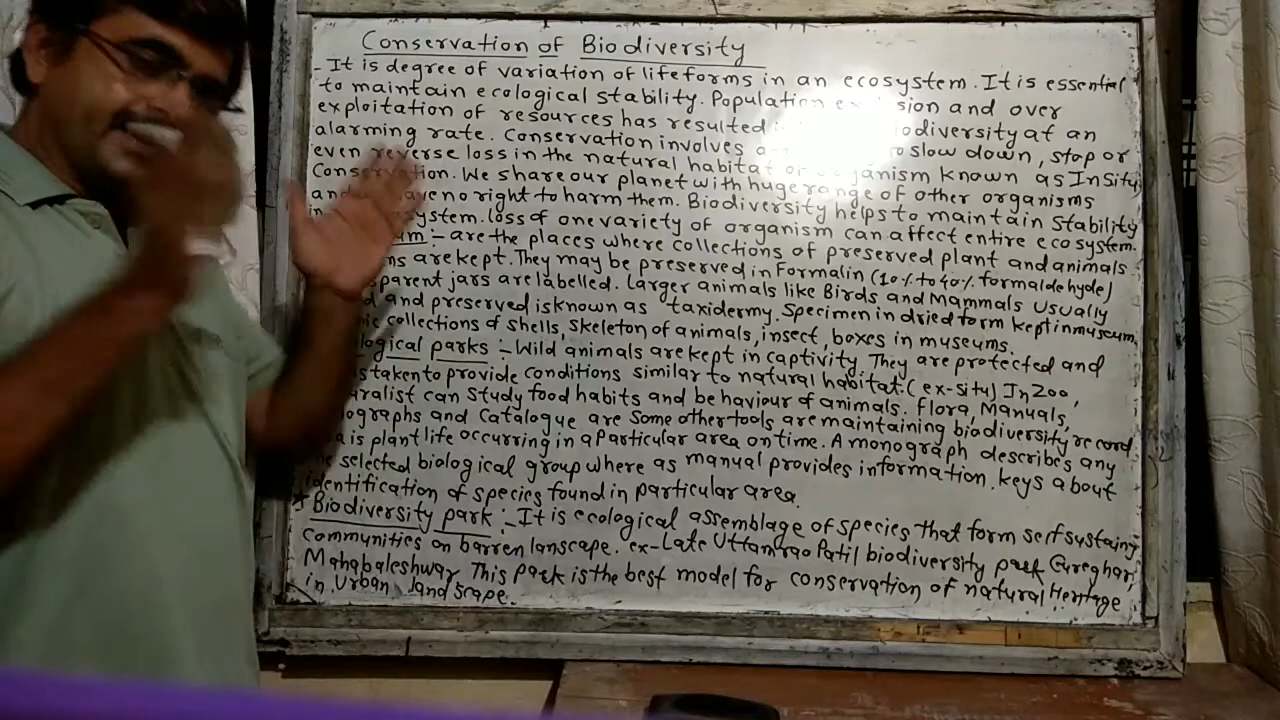 Conservation of Biodiversity
- It is degree of variation of lifeforms in an ecosystem. It is essential
to maintain ecological stability. Population and over
exploitation of resources has resulted biodiversity at an
alarming rate. Conservation involves to slow down, stop or
even reverse loss in the natural habitat of organism known as Insitu
Conservation. We share our planet with huge range of other organisms
and have no right to harm them. Biodiversity helps to maintain stability
in ecosystem. loss of one variety of organism can affect entire ecosystem.
:- are the places where collections of preserved plant and animals
are kept. They may be preserved in Formalin (10% to 40% formaldehyde)
jars are labelled. Larger animals like Birds and Mammals usually
and preserved is known as taxidermy. Specimen in dried form kept in museum.
collections of shells, skeleton of animals, insect, boxes in museums.
logical parks :- Wild animals are kept in captivity. They are protected and
taken to provide conditions similar to natural habitat. (ex-situ) In Zoo,
can study food habits and behaviour of animals. flora, Manuals,
ographs and Catalogue are some other tools are maintaining biodiversity record.
is plant life occurring in a Particular area on time. A monograph describes any
selected biological group where as manual provides information. keys about
identification of species found in particular area.
* Biodiversity park :- It is ecological assemblage of species that form self sustaing
communities on barren lanscape. ex- Late Uttamrao Patil biodiversity park Gureghar,
Mahabaleshwar This park is the best model for conservation of natural Heritage
in Urban landscape.